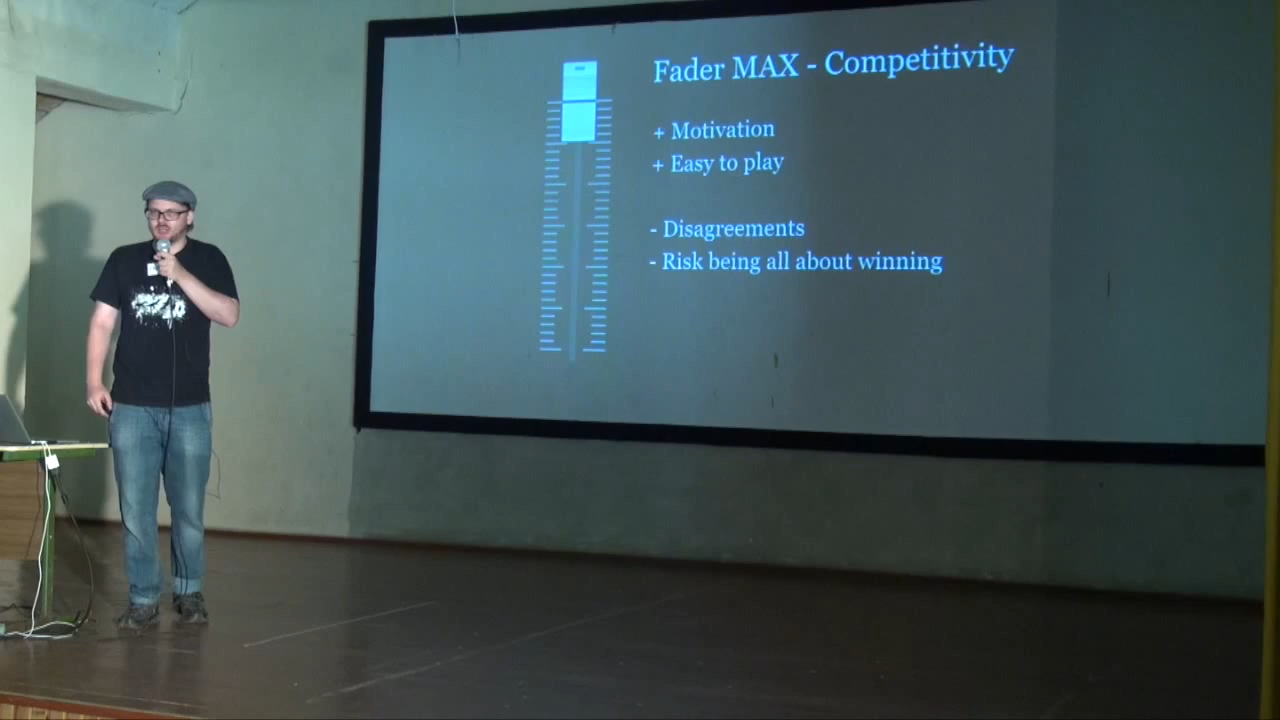 Fader MAX - Competitivity
+ Motivation
+ Easy to play
- Disagreements
- Risk being all about winning